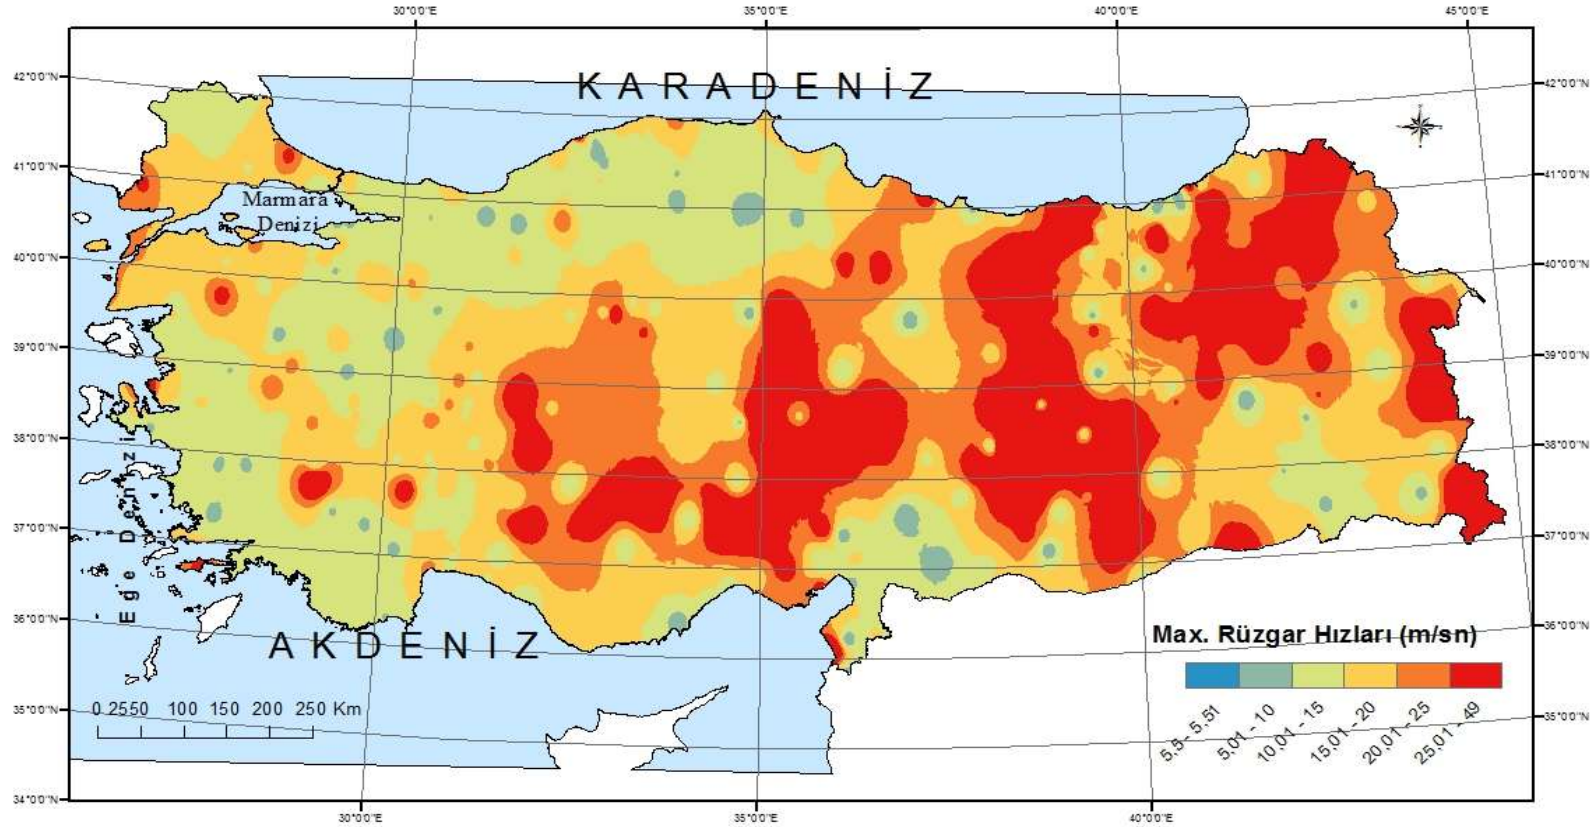 30°0'0"E 35°0'0"E 40°0'0"E 45°0'0"E
42°0'0"N 42°0'0"N
KARADENİZ
41°0'0"N 41°0'0"N
Marmara
Denizi
40°0'0"N 40°0'0"N
39°0'0"N 39°0'0"N
38°0'0"N 38°0'0"N
Ege Denizi
37°0'0"N 37°0'0"N
36°0'0"N 36°0'0"N
AKDENİZ
Max. Rüzgar Hızları (m/sn)
5,5 - 5,51
5,01 - 10
10,01 - 15
15,01 - 20
20,01 - 25
25,01 - 49
0 2550 100 150 200 250 Km
35°0'0"N 35°0'0"N
34°0'0"N
30°0'0"E 35°0'0"E 40°0'0"E